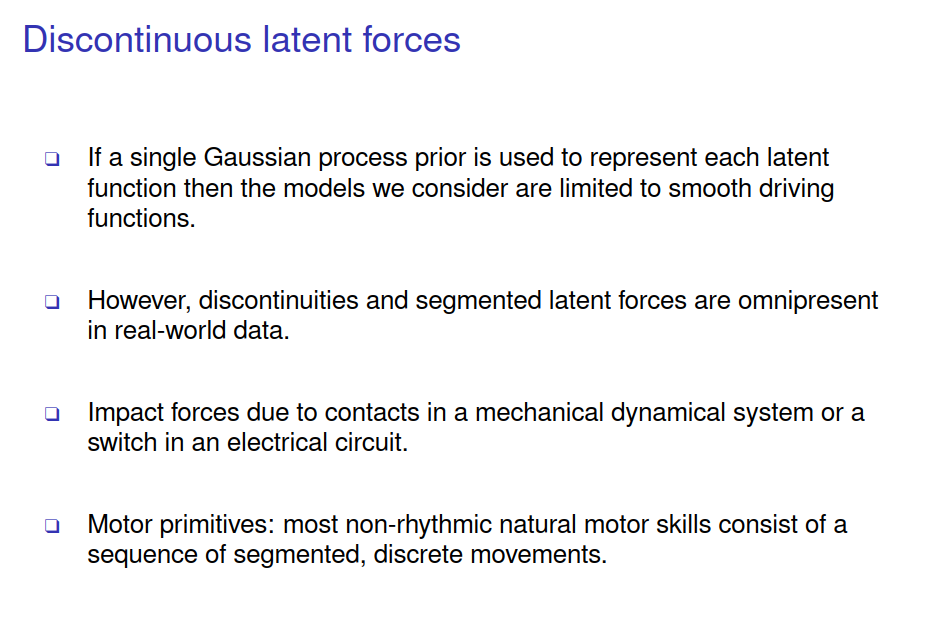 Discontinuous latent forces
If a single Gaussian process prior is used to represent each latent
function then the models we consider are limited to smooth driving
functions.
However, discontinuities and segmented latent forces are omnipresent
in real-world data.
Impact forces due to contacts in a mechanical dynamical system or a
switch in an electrical circuit.
Motor primitives: most non-rhythmic natural motor skills consist of a
sequence of segmented, discrete movements.